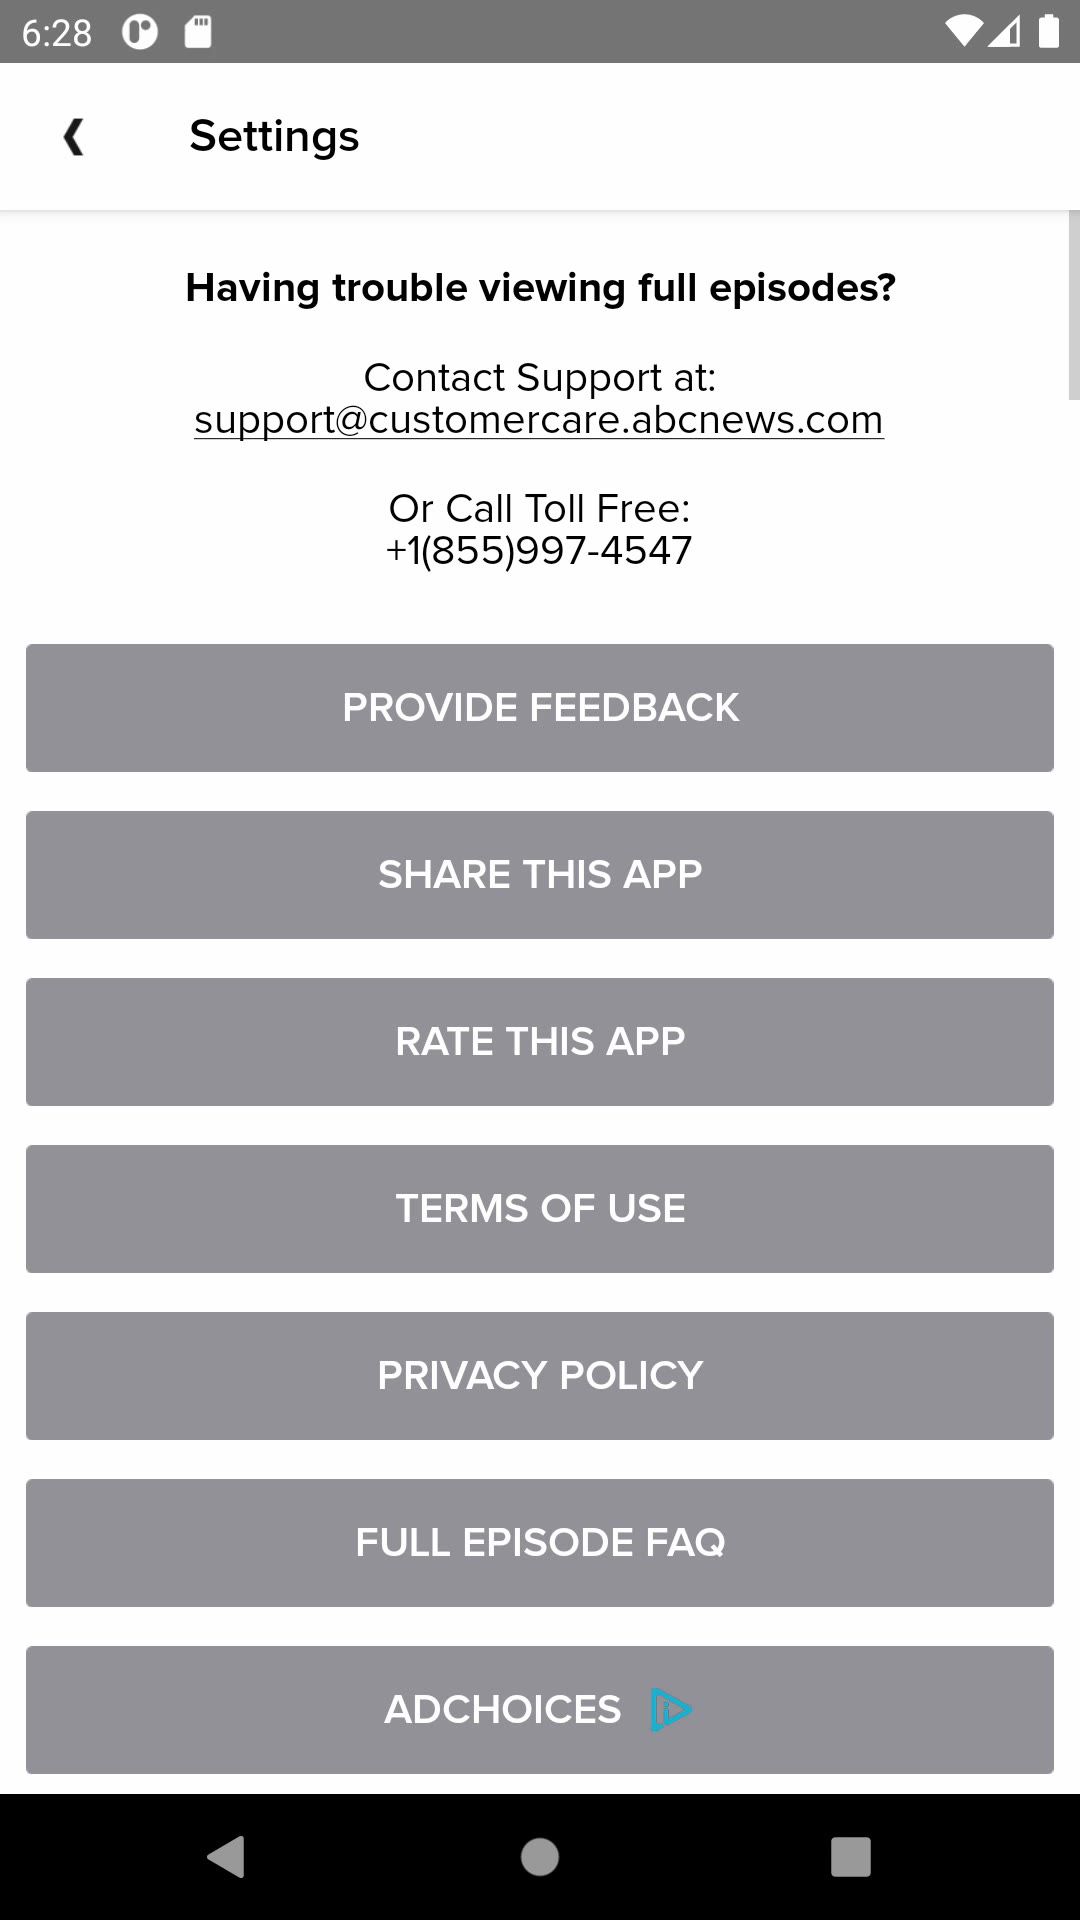 6:28
Settings
Having trouble viewing full episodes?
Contact Support at:
support@customercare.abcnews.com
Or Call Toll Free:
+1(855)997-4547
PROVIDE FEEDBACK
SHARE THIS APP
RATE THIS APP
TERMS OF USE
PRIVACY POLICY
FULL EPISODE FAQ
ADCHOICES